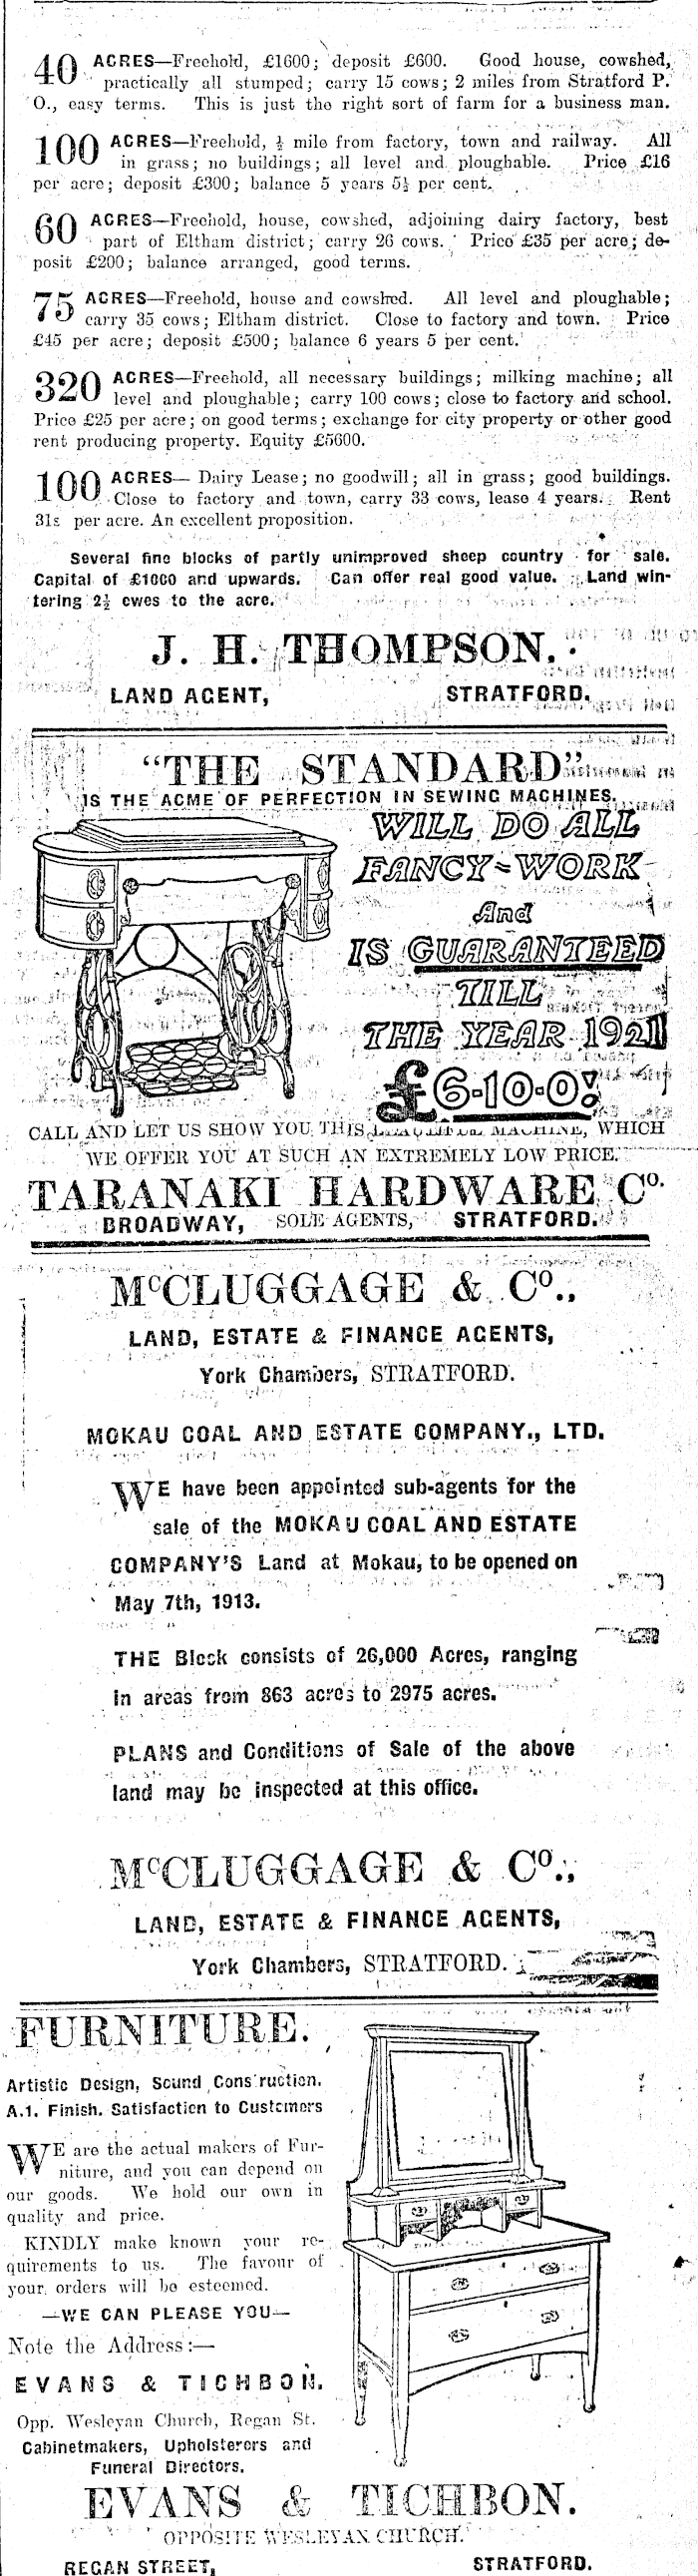 40 ACRES—Freehold, £1600; deposit £600. Good house, cowshed,
practically all stumped; carry 15 cows; 2 miles from Stratford P.
O., easy terms. This is just the right sort of farm for a business man.
100 ACRES—Freehold, ½ mile from factory, town and railway. All
in grass; no buildings; all level and ploughable. Price £16
per acre; deposit £300; balance 5 years 5½ per cent.
60 ACRES—Freehold, house, cowshed, adjoining dairy factory, best
part of Eltham district; carry 26 cows. Price £35 per acre; de-
posit £200; balance arranged, good terms.
75 ACRES—Freehold, house and cowshed. All level and ploughable;
carry 35 cows; Eltham district. Close to factory and town. Price
£45 per acre; deposit £500; balance 6 years 5 per cent.
320 ACRES—Freehold, all necessary buildings; milking machine; all
level and ploughable; carry 100 cows; close to factory and school.
Price £25 per acre; on good terms; exchange for city property or other good
rent producing property. Equity £5600.
100 ACRES— Dairy Lease; no goodwill; all in grass; good buildings.
Close to factory and town, carry 33 cows, lease 4 years. Rent
31s per acre. An excellent proposition.
Several fine blocks of partly unimproved sheep country for sale.
Capital of £1000 and upwards. Can offer real good value. Land win-
tering 2½ ewes to the acre.
J. H. THOMPSON.
LAND AGENT, STRATFORD.
"THE STANDARD"
IS THE ACME OF PERFECTION IN SEWING MACHINES.
WILL DO ALL
FANCY-WORK
And
IS GUARANTEED
TILL
THE YEAR 1921
£6-10-0
CALL AND LET US SHOW YOU THIS BEAUTIFUL MACHINE, WHICH
WE OFFER YOU AT SUCH AN EXTREMELY LOW PRICE.
TARANAKI HARDWARE Co.
BROADWAY, SOLE AGENTS, STRATFORD.
McCLUGGAGE & Co.,
LAND, ESTATE & FINANCE AGENTS,
York Chambers, STRATFORD.
MOKAU COAL AND ESTATE COMPANY., LTD.
WE have been appointed sub-agents for the
sale of the MOKAU COAL AND ESTATE
COMPANY'S Land at Mokau, to be opened on
May 7th, 1913.
THE Block consists of 26,000 Acres, ranging
in areas from 863 acres to 2975 acres.
PLANS and Conditions of Sale of the above
land may be inspected at this office.
McCLUGGAGE & Co.,
LAND, ESTATE & FINANCE AGENTS,
York Chambers, STRATFORD.
FURNITURE.
Artistic Design, Sound Construction.
A.1. Finish. Satisfaction to Customers
WE are the actual makers of Fur-
niture, and you can depend on
our goods. We hold our own in
quality and price.
KINDLY make known your re-
quirements to us. The favour of
your orders will be esteemed.
—WE CAN PLEASE YOU—
Note the Address:—
EVANS & TICHBON.
Opp. Wesleyan Church, Regan St.
Cabinetmakers, Upholsterers and
Funeral Directors.
EVANS & TICHBON.
OPPOSITE WESLEYAN CHURCH.
REGAN STREET, STRATFORD.